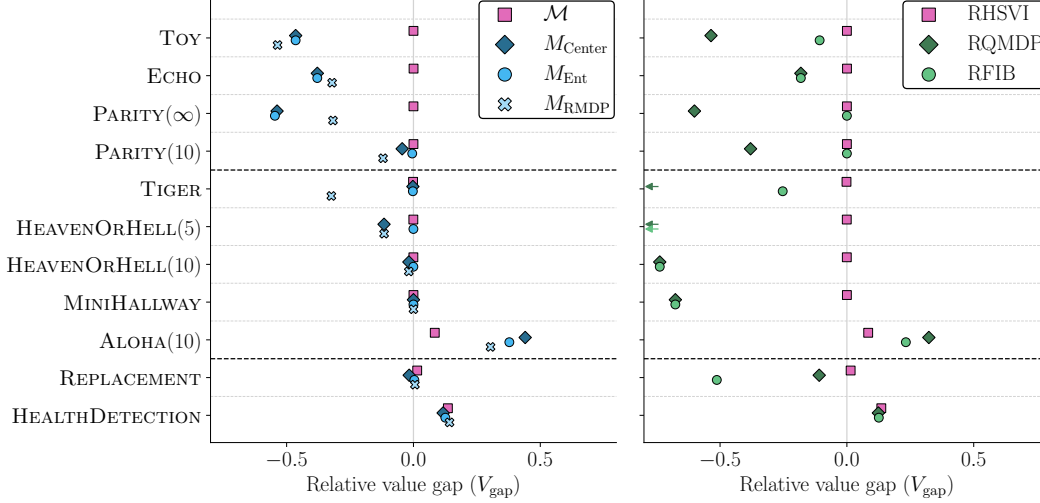 TOY
ECHO
PARITY(∞)
PARITY(10)
TIGER
HEAVENORHELL(5)
HEAVENORHELL(10)
MINIHALLWAY
ALOHA(10)
REPLACEMENT
HEALTHDETECTION
ℳ
M_Center
M_Ent
M_RMDP
−0.5 0.0 0.5
Relative value gap (V_gap)
RHSVI
RQMDP
RFIB
−0.5 0.0 0.5
Relative value gap (V_gap)